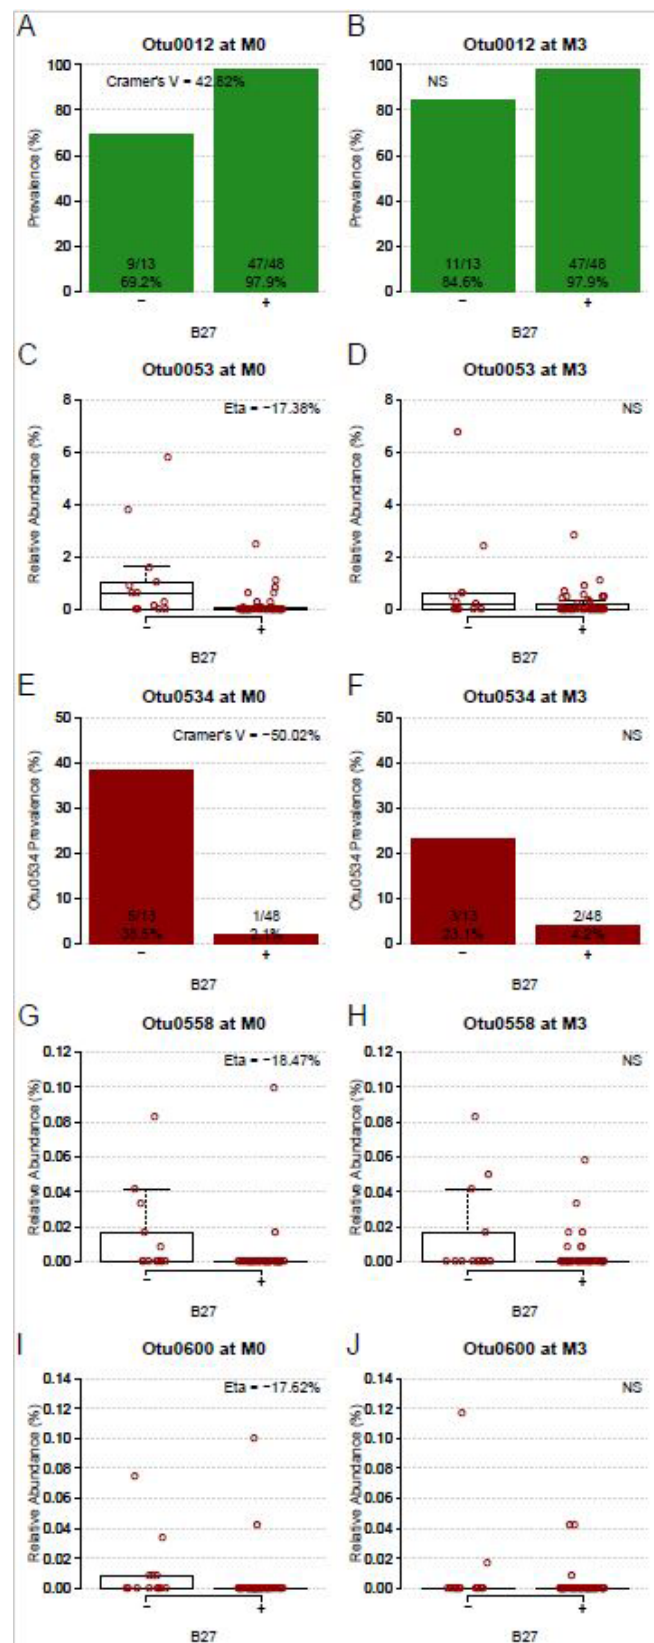 A
Otu0012 at M0
Cramer's V = 42.82%
Prevalence (%)
100
80
60
40
20
0
9/13
69.2%
47/48
97.9%
−
+
B27
B
Otu0012 at M3
NS
Prevalence (%)
100
80
60
40
20
0
11/13
84.6%
47/48
97.9%
−
+
B27
C
Otu0053 at M0
Eta = −17.38%
Relative Abundance (%)
8
6
4
2
0
−
+
B27
D
Otu0053 at M3
NS
Relative Abundance (%)
8
6
4
2
0
−
+
B27
E
Otu0534 at M0
Cramer's V = −50.02%
Otu0534 Prevalence (%)
50
40
30
20
10
0
5/13
38.5%
1/48
2.1%
−
+
B27
F
Otu0534 at M3
NS
Otu0534 Prevalence (%)
50
40
30
20
10
0
3/13
23.1%
2/48
4.2%
−
+
B27
G
Otu0558 at M0
Eta = −18.47%
Relative Abundance (%)
0.12
0.10
0.08
0.06
0.04
0.02
0.00
−
+
B27
H
Otu0558 at M3
NS
Relative Abundance (%)
0.12
0.10
0.08
0.06
0.04
0.02
0.00
−
+
B27
I
Otu0600 at M0
Eta = −17.62%
Relative Abundance (%)
0.14
0.12
0.10
0.08
0.06
0.04
0.02
0.00
−
+
B27
J
Otu0600 at M3
NS
Relative Abundance (%)
0.14
0.12
0.10
0.08
0.06
0.04
0.02
0.00
−
+
B27